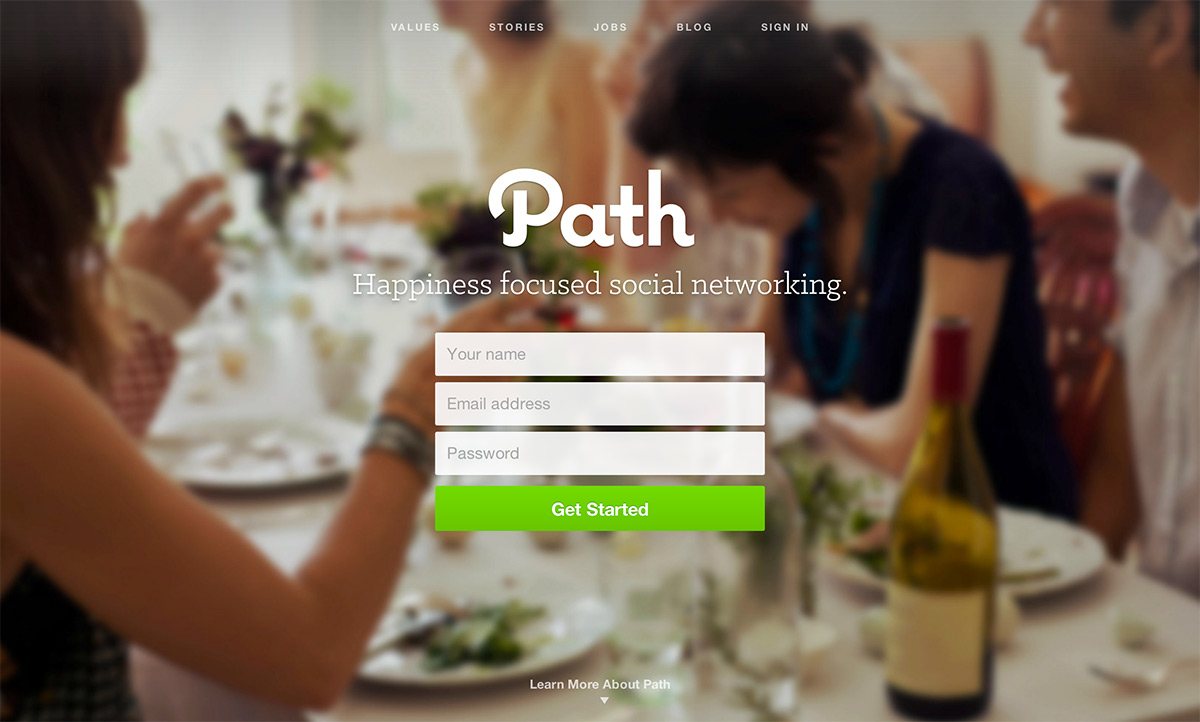 VALUES STORIES JOBS BLOG SIGN IN
Path
Happiness focused social networking.
Your name
Email address
Password
Get Started
Learn More About Path